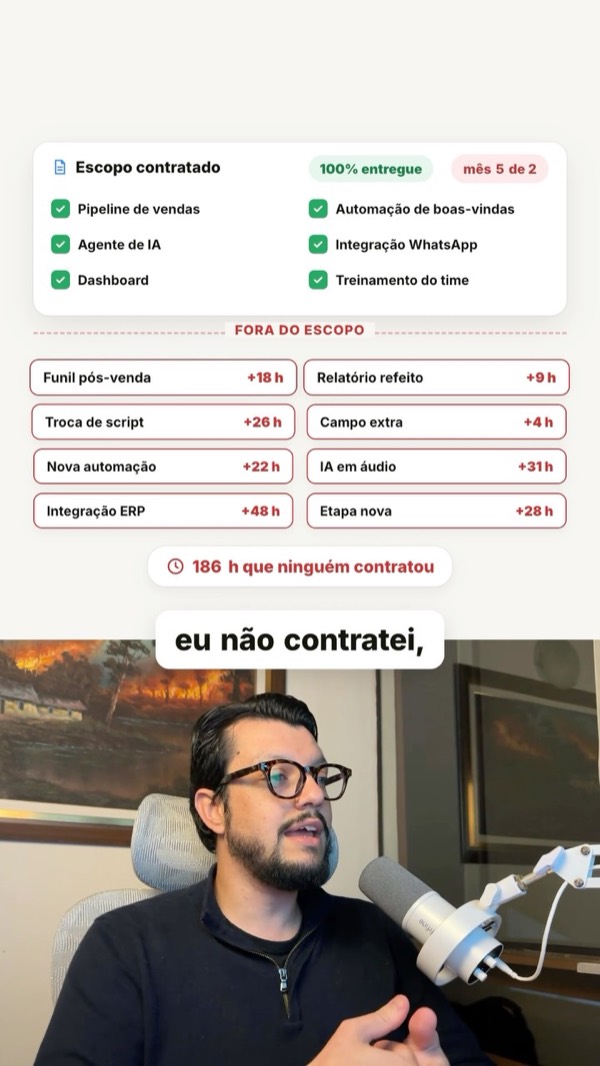 Escopo contratado
100% entregue
mês 5 de 2
Pipeline de vendas
Automação de boas-vindas
Agente de IA
Integração WhatsApp
Dashboard
Treinamento do time
FORA DO ESCOPO
Funil pós-venda +18 h
Relatório refeito +9 h
Troca de script +26 h
Campo extra +4 h
Nova automação +22 h
IA em áudio +31 h
Integração ERP +48 h
Etapa nova +28 h
186 h que ninguém contratou
eu não contratei,